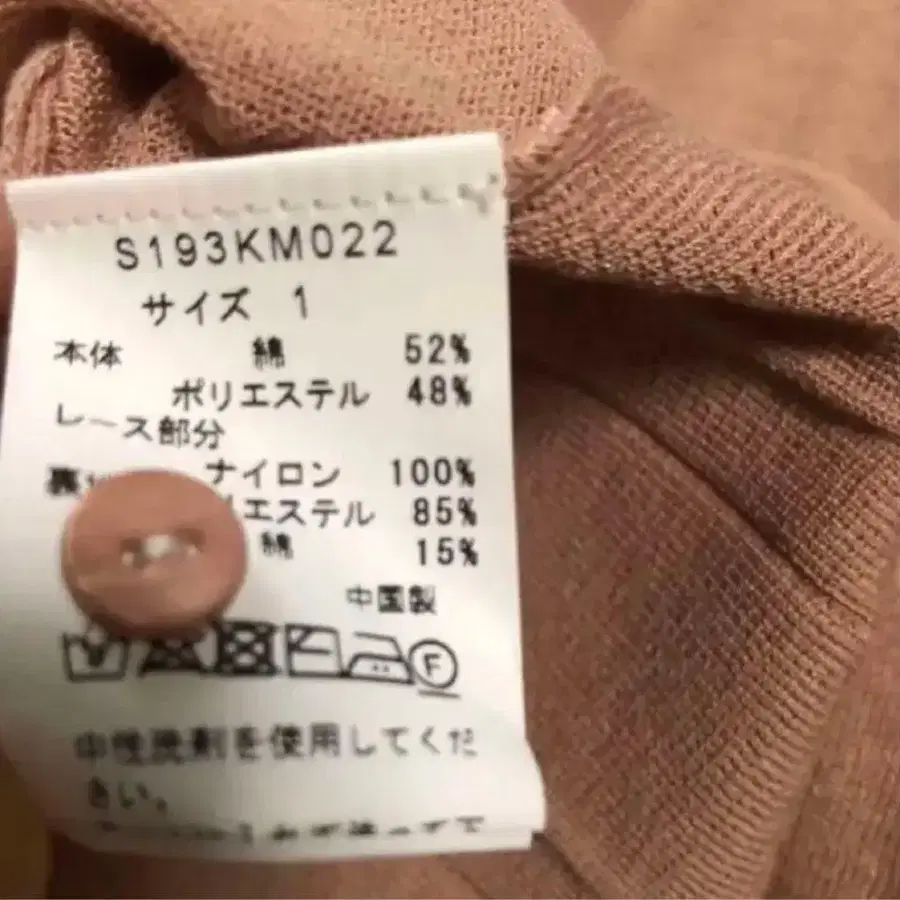 S193KM022
サイズ 1
本体 綿 52%
ポリエステル 48%
レース部分
ナイロン 100%
裏 エステル 85%
綿 15%
中国製
F
中性洗剤を使用してくだ
さい。